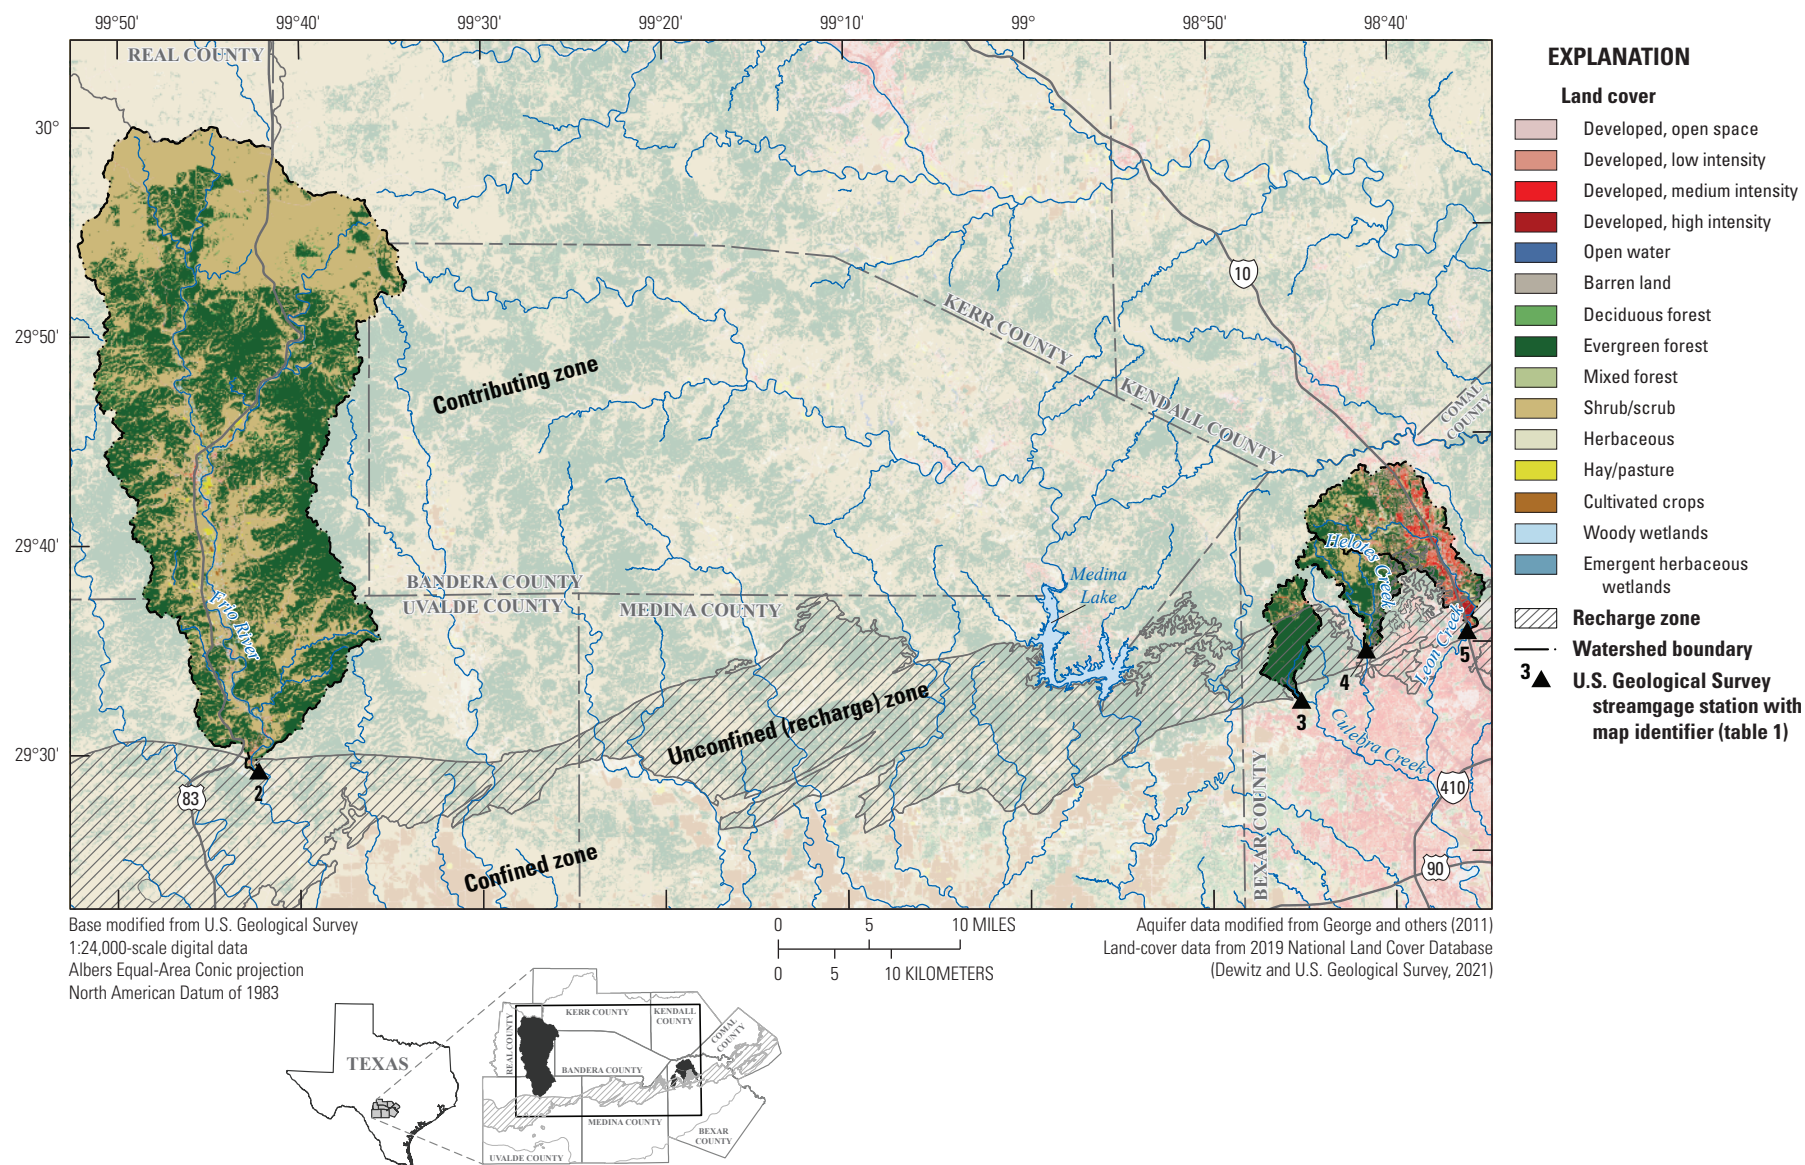 99°50'
99°40'
99°30'
99°20'
99°10'
99°
98°50'
98°40'
30°
29°50'
29°40'
29°30'
REAL COUNTY
KERR COUNTY
KENDALL COUNTY
COMAL
COUNTY
BANDERA COUNTY
UVALDE COUNTY
MEDINA COUNTY
BEXAR COUNTY
Contributing zone
Unconfined (recharge) zone
Confined zone
Frio River
Medina
Lake
Helotes Creek
Leon Creek
Culebra Creek
10
83
410
90
2
3
4
5
EXPLANATION
Land cover
Developed, open space
Developed, low intensity
Developed, medium intensity
Developed, high intensity
Open water
Barren land
Deciduous forest
Evergreen forest
Mixed forest
Shrub/scrub
Herbaceous
Hay/pasture
Cultivated crops
Woody wetlands
Emergent herbaceous
wetlands
Recharge zone
Watershed boundary
3
U.S. Geological Survey
streamgage station with
map identifier (table 1)
Base modified from U.S. Geological Survey
1:24,000-scale digital data
Albers Equal-Area Conic projection
North American Datum of 1983
0 5 10 MILES
0 5 10 KILOMETERS
Aquifer data modified from George and others (2011)
Land-cover data from 2019 National Land Cover Database
(Dewitz and U.S. Geological Survey, 2021)
TEXAS
REAL COUNTY
KERR COUNTY
KENDALL
COUNTY
COMAL
COUNTY
BANDERA COUNTY
MEDINA COUNTY
BEXAR
COUNTY
UVALDE COUNTY